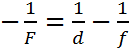 -1/F = 1/d - 1/f